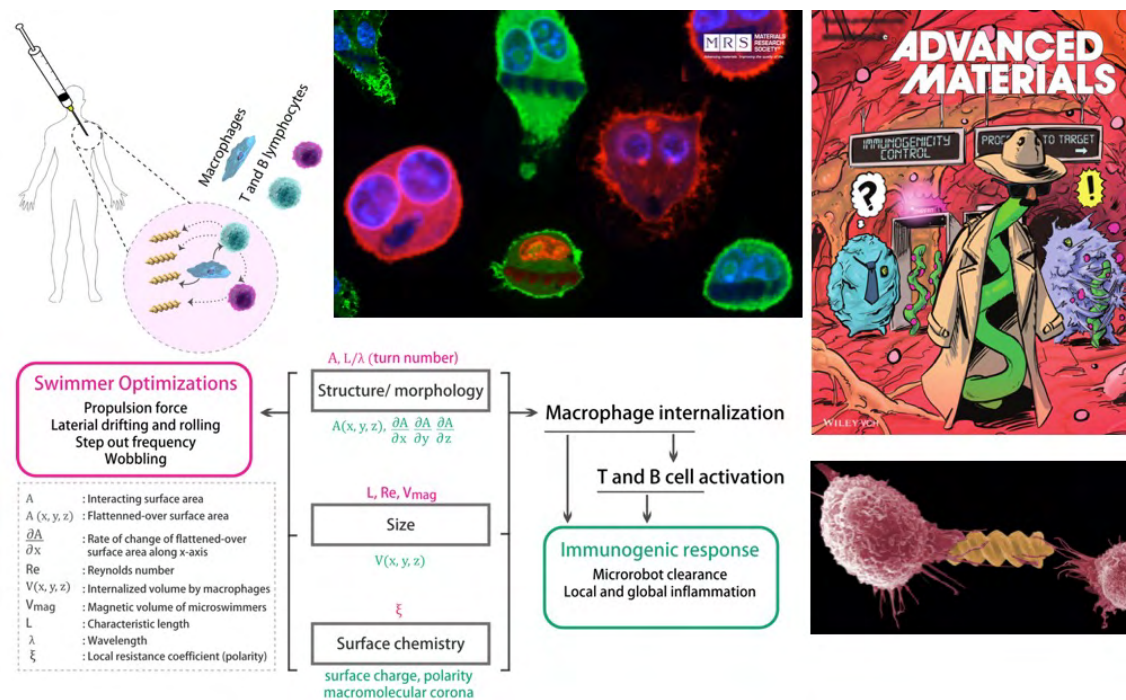 Macrophages
T and B lymphocytes
MRS
MATERIALS
RESEARCH
SOCIETY®
ADVANCED
MATERIALS
IMMUNOGENICITY
CONTROL
PROC
TO TARGET
→
?
!
WILEY-VCH
Swimmer Optimizations
Propulsion force
Laterial drifting and rolling
Step out frequency
Wobbling
A, L/λ (turn number)
Structure/ morphology
A(x, y, z), ∂A/∂x ∂A/∂y ∂A/∂z
L, Re, Vmag
Size
V(x, y, z)
ξ
Surface chemistry
surface charge, polarity
macromolecular corona
Macrophage internalization
T and B cell activation
Immunogenic response
Microrobot clearance
Local and global inflammation
A : Interacting surface area
A (x, y, z) : Flattenned-over surface area
∂A/∂x : Rate of change of flattened-over
surface area along x-axis
Re : Reynolds number
V(x, y, z) : Internalized volume by macrophages
Vmag : Magnetic volume of microswimmers
L : Characteristic length
λ : Wavelength
ξ : Local resistance coefficient (polarity)